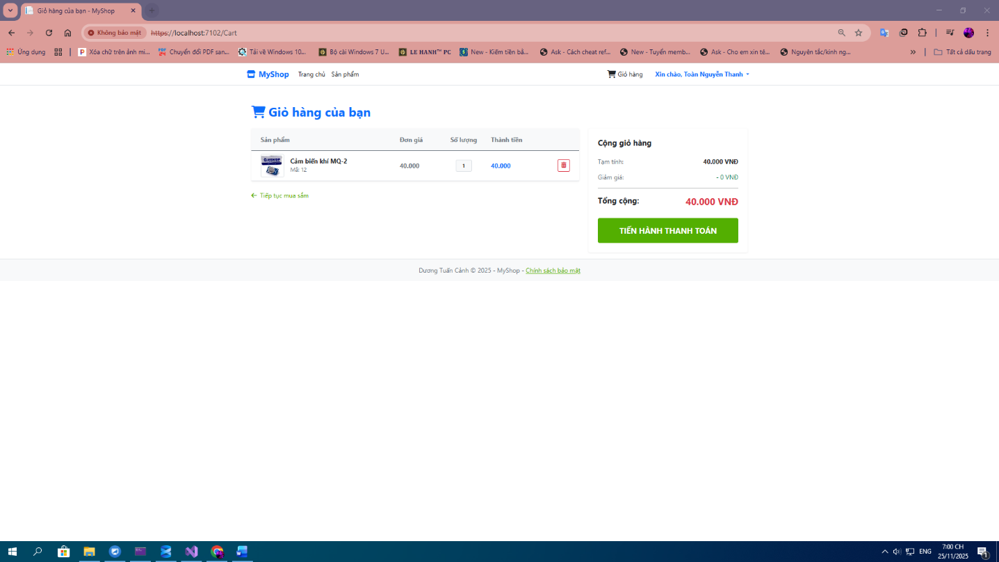 Giỏ hàng của bạn - MyShop
Không bảo mật https://localhost:7102/Cart
Ứng dụng Xóa chữ trên ảnh mi... Chuyển đổi PDF san... Tải về Windows 10... Bộ cài Windows 7 U... LE HANH™ PC New - Kiếm tiền bằ... Ask - Cách cheat ref... New - Tuyển memb... Ask - Cho em xin tê... Nguyên tắc/kinh ng... » Tất cả dấu trang
MyShop Trang chủ Sản phẩm Giỏ hàng Xin chào, Toàn Nguyễn Thanh
Giỏ hàng của bạn
Sản phẩm Đơn giá Số lượng Thành tiền
Cảm biến khí MQ-2
Mã: 12
40.000 1 40.000
Tiếp tục mua sắm
Cộng giỏ hàng
Tạm tính: 40.000 VNĐ
Giảm giá: - 0 VNĐ
Tổng cộng: 40.000 VNĐ
TIẾN HÀNH THANH TOÁN
Dương Tuấn Cảnh © 2025 - MyShop - Chính sách bảo mật
ENG
7:00 CH
25/11/2025
1